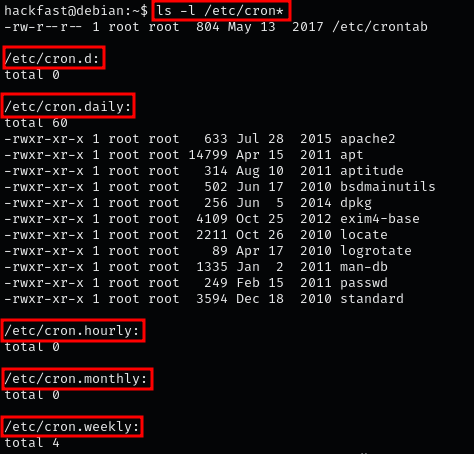 hackfast@debian:~$ ls -l /etc/cron*
-rw-r--r-- 1 root root   804 May 13  2017 /etc/crontab

/etc/cron.d:
total 0

/etc/cron.daily:
total 60
-rwxr-xr-x 1 root root   633 Jul 28  2015 apache2
-rwxr-xr-x 1 root root 14799 Apr 15  2011 apt
-rwxr-xr-x 1 root root   314 Aug 10  2011 aptitude
-rwxr-xr-x 1 root root   502 Jun 17  2010 bsdmainutils
-rwxr-xr-x 1 root root   256 Jun  5  2014 dpkg
-rwxr-xr-x 1 root root  4109 Oct 25  2012 exim4-base
-rwxr-xr-x 1 root root  2211 Oct 26  2010 locate
-rwxr-xr-x 1 root root    89 Apr 17  2010 logrotate
-rwxr-xr-x 1 root root  1335 Jan  2  2011 man-db
-rwxr-xr-x 1 root root   249 Feb 15  2011 passwd
-rwxr-xr-x 1 root root  3594 Dec 18  2010 standard

/etc/cron.hourly:
total 0

/etc/cron.monthly:
total 0

/etc/cron.weekly:
total 4